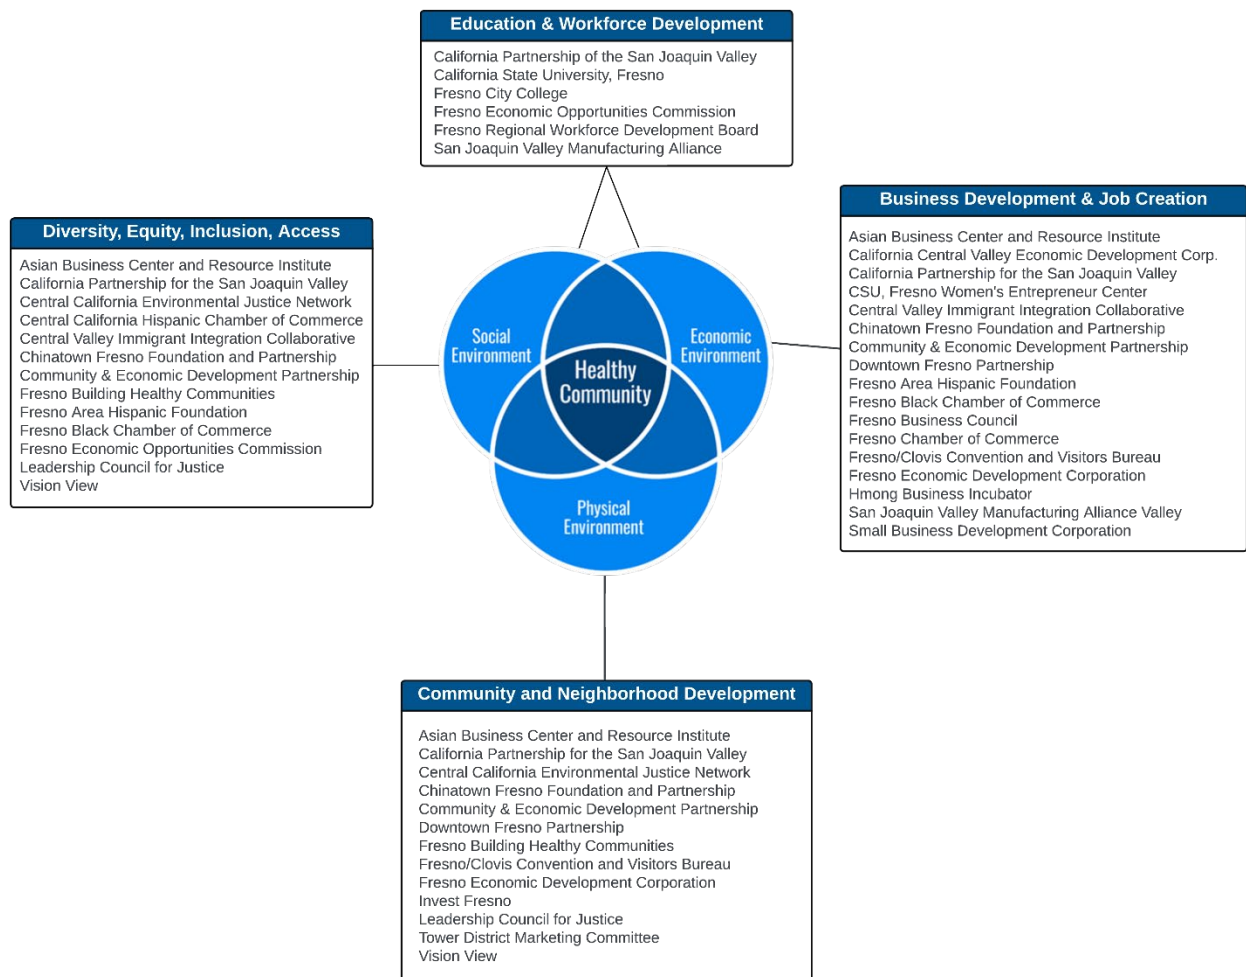 Education & Workforce Development
California Partnership of the San Joaquin Valley
California State University, Fresno
Fresno City College
Fresno Economic Opportunities Commission
Fresno Regional Workforce Development Board
San Joaquin Valley Manufacturing Alliance
Diversity, Equity, Inclusion, Access
Asian Business Center and Resource Institute
California Partnership for the San Joaquin Valley
Central California Environmental Justice Network
Central California Hispanic Chamber of Commerce
Central Valley Immigrant Integration Collaborative
Chinatown Fresno Foundation and Partnership
Community & Economic Development Partnership
Fresno Building Healthy Communities
Fresno Area Hispanic Foundation
Fresno Black Chamber of Commerce
Fresno Economic Opportunities Commission
Leadership Council for Justice
Vision View
Social
Environment
Economic
Environment
Healthy
Community
Physical
Environment
Business Development & Job Creation
Asian Business Center and Resource Institute
California Central Valley Economic Development Corp.
California Partnership for the San Joaquin Valley
CSU, Fresno Women's Entrepreneur Center
Central Valley Immigrant Integration Collaborative
Chinatown Fresno Foundation and Partnership
Community & Economic Development Partnership
Downtown Fresno Partnership
Fresno Area Hispanic Foundation
Fresno Black Chamber of Commerce
Fresno Business Council
Fresno Chamber of Commerce
Fresno/Clovis Convention and Visitors Bureau
Fresno Economic Development Corporation
Hmong Business Incubator
San Joaquin Valley Manufacturing Alliance Valley
Small Business Development Corporation
Community and Neighborhood Development
Asian Business Center and Resource Institute
California Partnership for the San Joaquin Valley
Central California Environmental Justice Network
Chinatown Fresno Foundation and Partnership
Community & Economic Development Partnership
Downtown Fresno Partnership
Fresno Building Healthy Communities
Fresno/Clovis Convention and Visitors Bureau
Fresno Economic Development Corporation
Invest Fresno
Leadership Council for Justice
Tower District Marketing Committee
Vision View